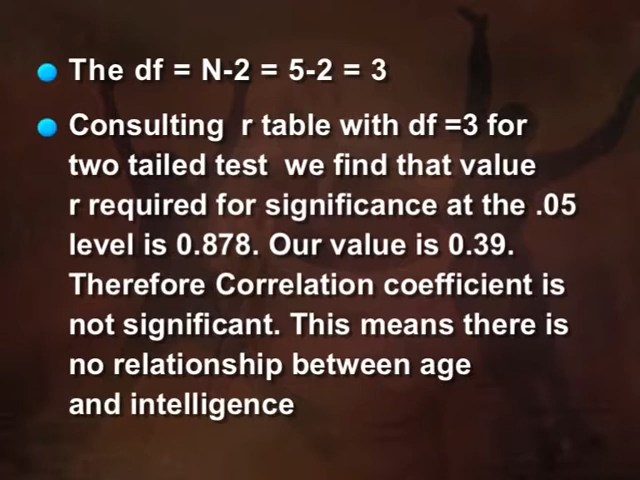 The df = N-2 = 5-2 = 3
Consulting r table with df =3 for
two tailed test we find that value
r required for significance at the .05
level is 0.878. Our value is 0.39.
Therefore Correlation coefficient is
not significant. This means there is
no relationship between age
and intelligence